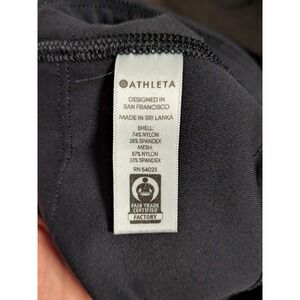 ATHLETA
DESIGNED IN
SAN FRANCISCO
MADE IN SRI LANKA
SHELL:
74% NYLON
26% SPANDEX
MESH:
67% NYLON
33% SPANDEX
RN 54023
FAIR TRADE
CERTIFIED
FACTORY